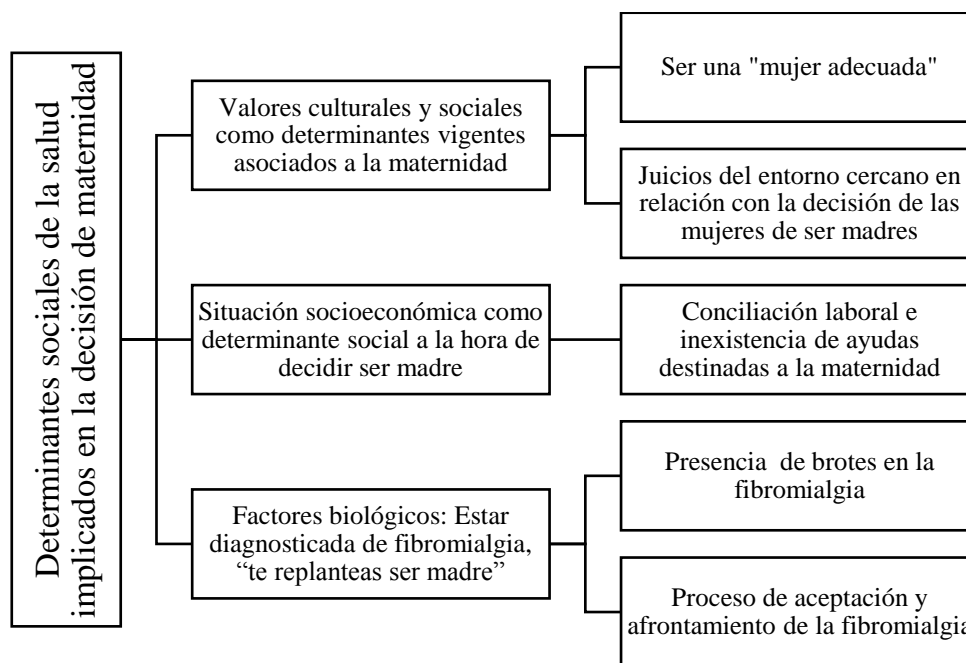 Determinantes sociales de la salud
implicados en la decisión de maternidad
Valores culturales y sociales
como determinantes vigentes
asociados a la maternidad
Ser una "mujer adecuada"
Juicios del entorno cercano en
relación con la decisión de las
mujeres de ser madres
Situación socioeconómica como
determinante social a la hora de
decidir ser madre
Conciliación laboral e
inexistencia de ayudas
destinadas a la maternidad
Factores biológicos: Estar
diagnosticada de fibromialgia,
“te replanteas ser madre”
Presencia  de brotes en la
fibromialgia
Proceso de aceptación y
afrontamiento de la fibromialgia